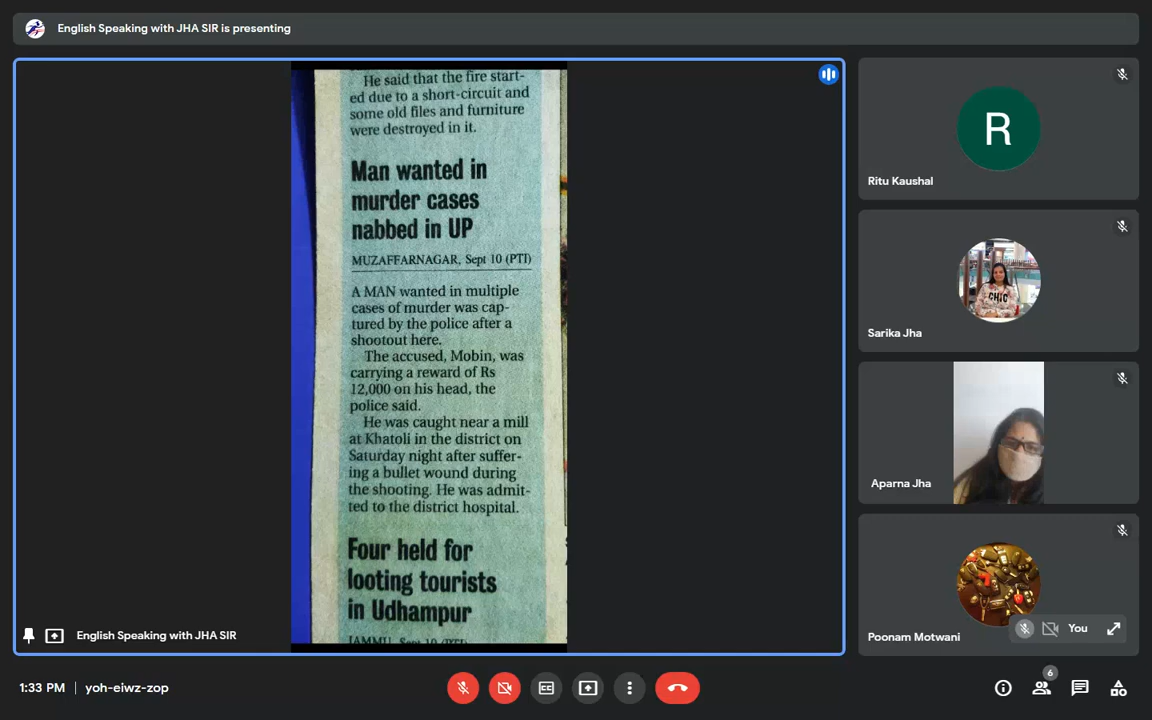 English Speaking with JHA SIR is presenting
He said that the fire start-
ed due to a short-circuit and
some old files and furniture
were destroyed in it.
Man wanted in
murder cases
nabbed in UP
MUZAFFARNAGAR, Sept 10 (PTI)
A MAN wanted in multiple
cases of murder was cap-
tured by the police after a
shootout here.
The accused, Mobin, was
carrying a reward of Rs
12,000 on his head, the
police said.
He was caught near a mill
at Khatoli in the district on
Saturday night after suffer-
ing a bullet wound during
the shooting. He was admit-
ted to the district hospital.
Four held for
looting tourists
in Udhampur
JAMMU, Sept 10 (PTI)
English Speaking with JHA SIR
R
Ritu Kaushal
CHIC
Sarika Jha
Aparna Jha
Poonam Motwani
You
1:33 PM | yoh-eiwz-zop
CC
6